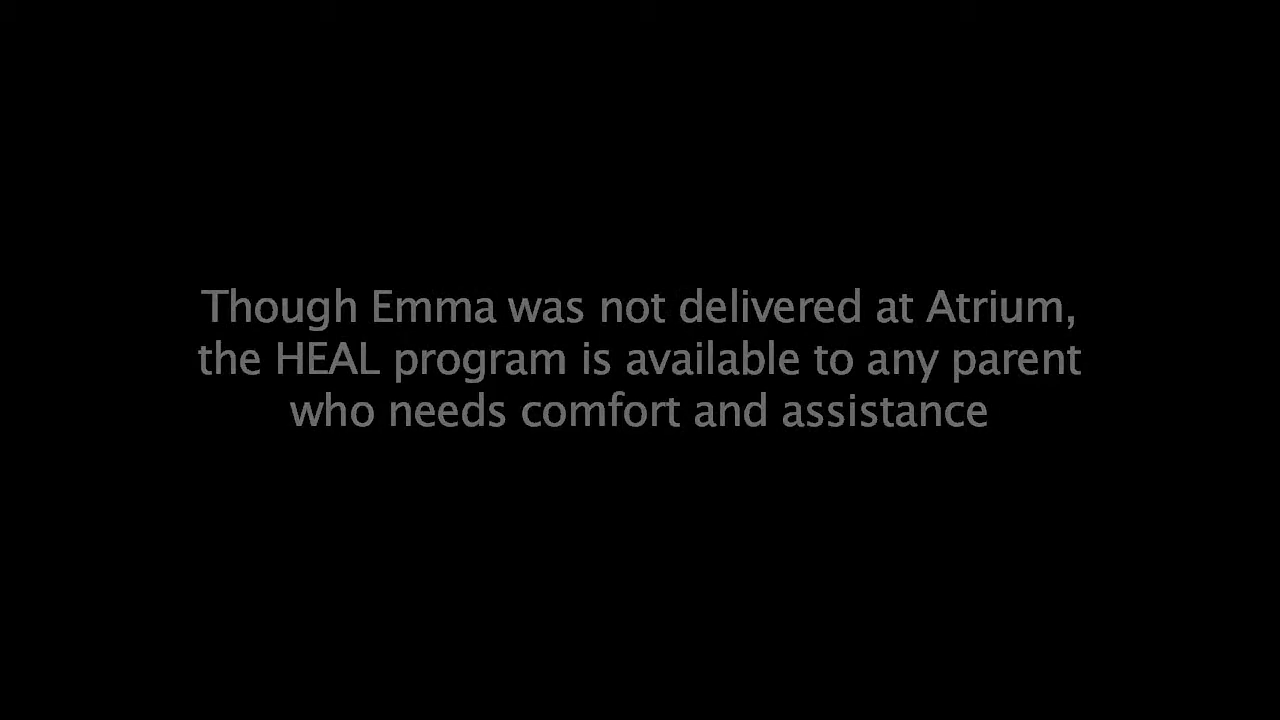 Though Emma was not delivered at Atrium,
the HEAL program is available to any parent
who needs comfort and assistance